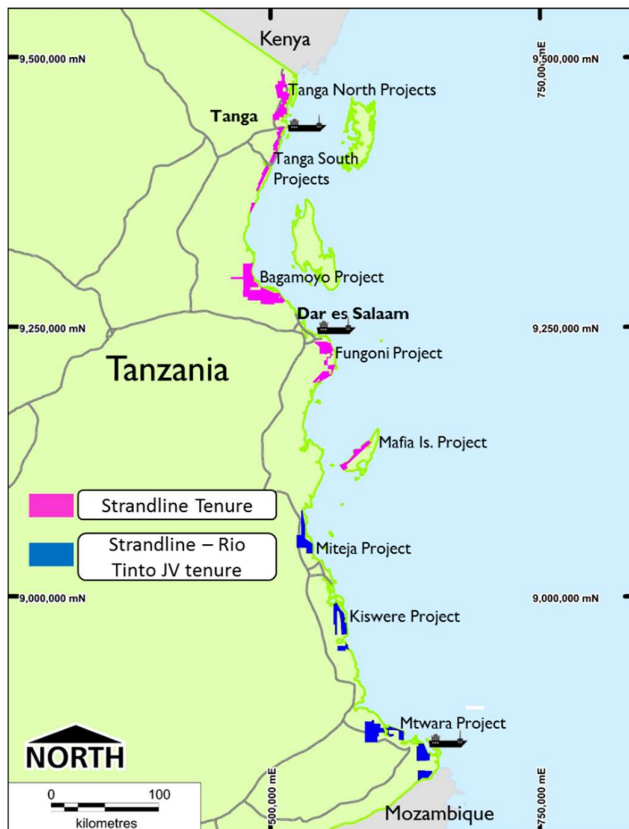 Kenya
9,500,000 mN
9,500,000 mN
750,000 mE
Tanga North Projects
Tanga
Tanga South
Projects
Bagamoyo Project
Dar es Salaam
9,250,000 mN
9,250,000 mN
Fungoni Project
Tanzania
Mafia Is. Project
Strandline Tenure
Strandline – Rio
Tinto JV tenure
Miteja Project
9,000,000 mN
9,000,000 mN
Kiswere Project
Mtwara Project
NORTH
0
100
kilometres
500,000 mE
750,000 mE
Mozambique